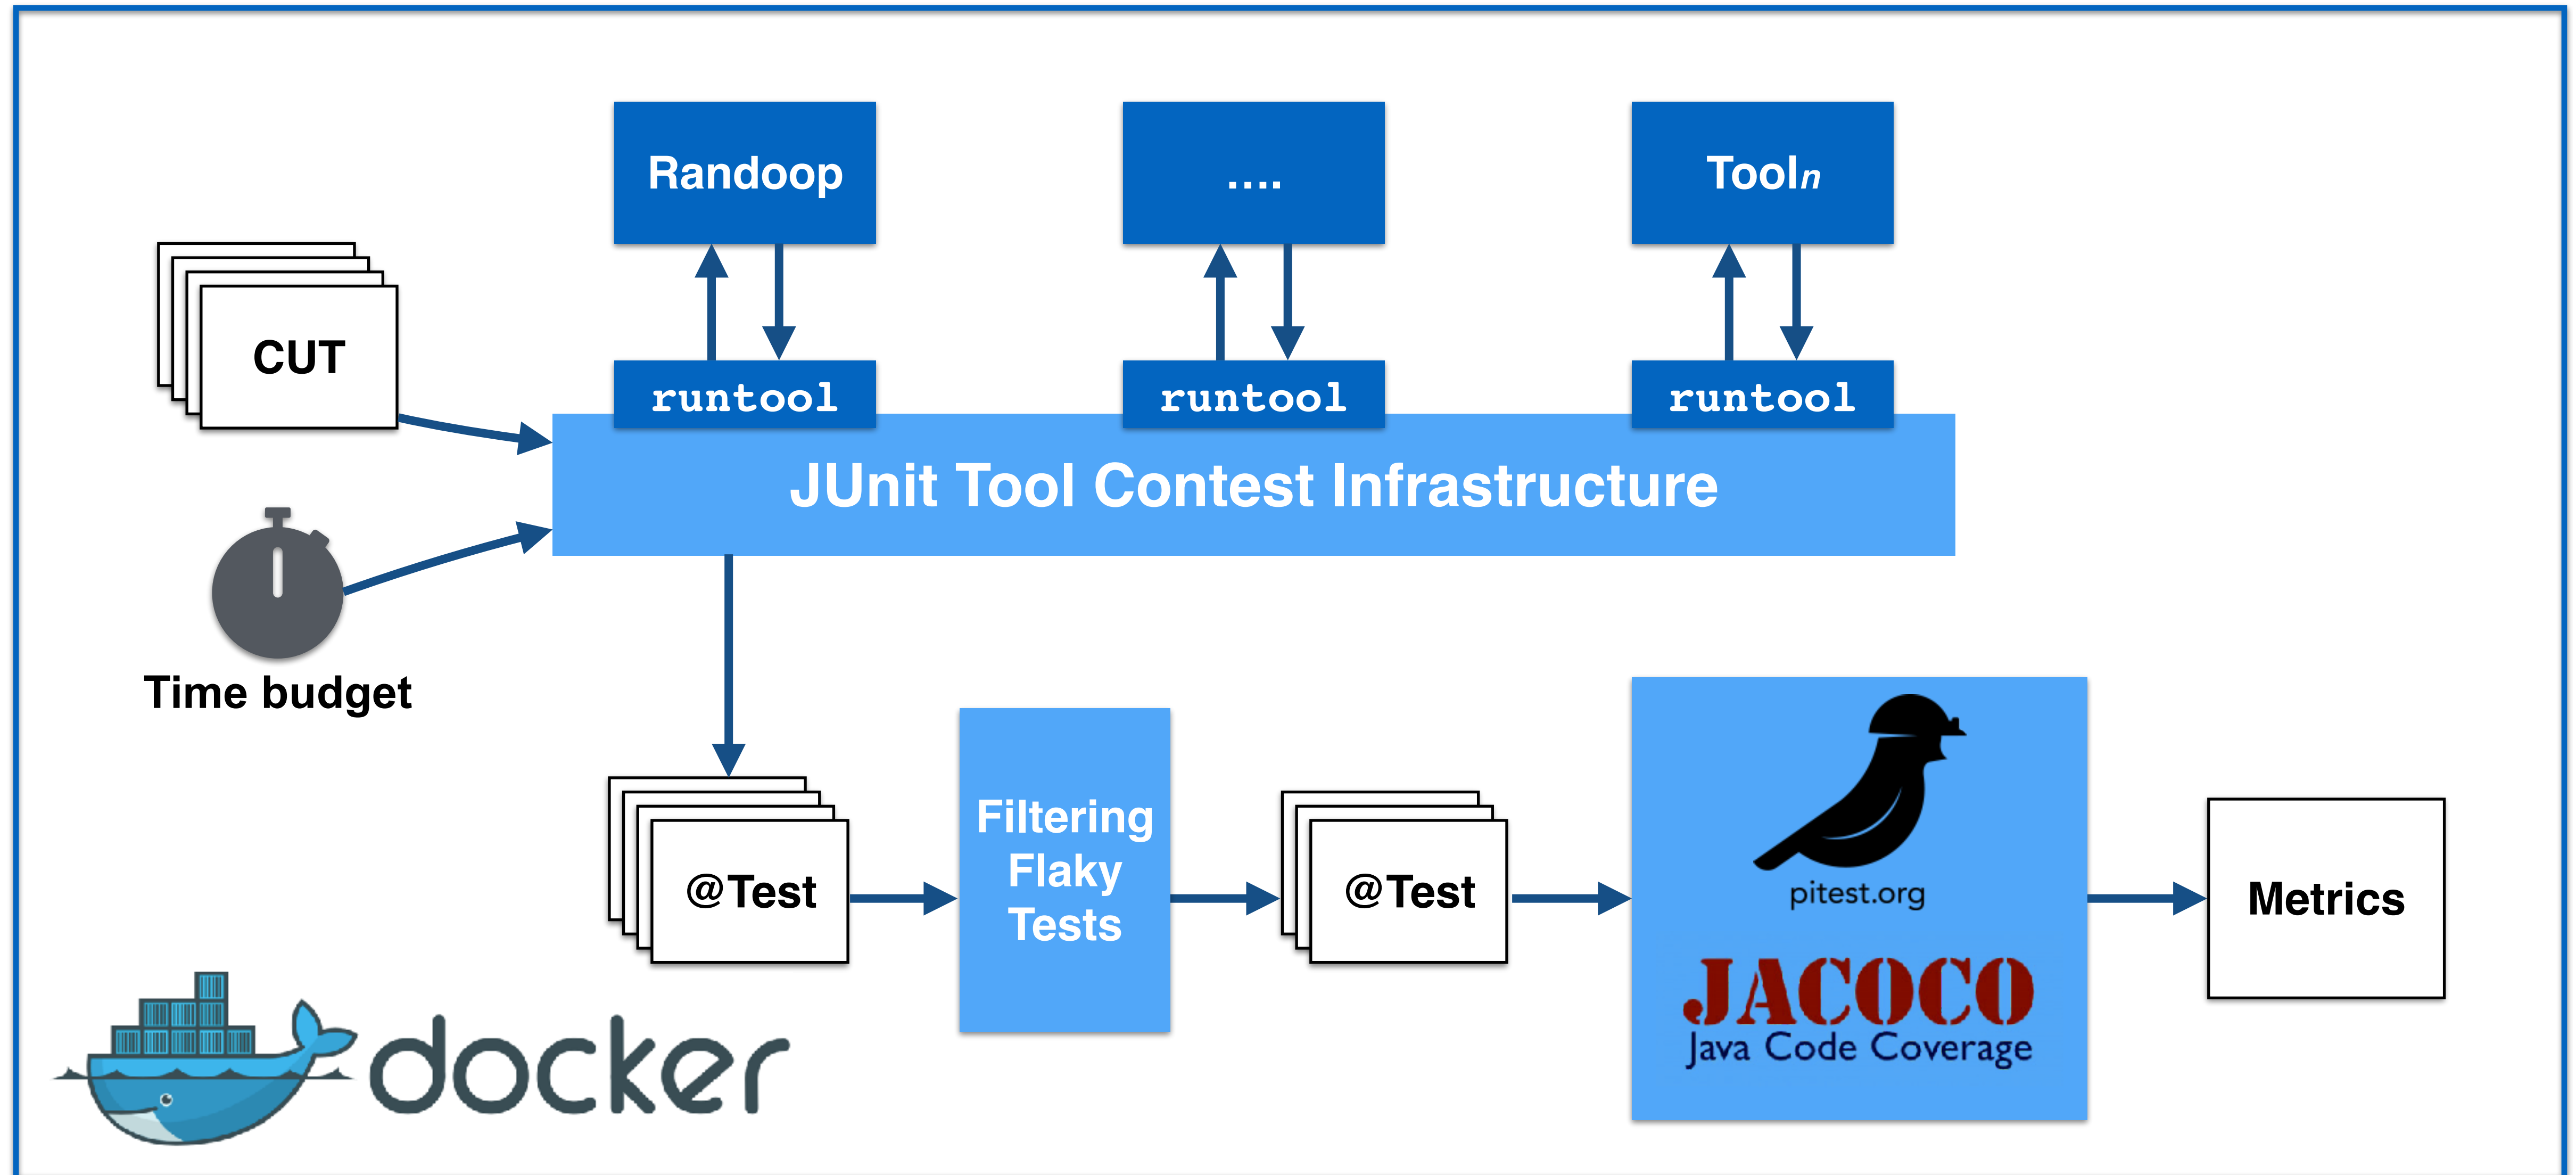 Randoop
....
Tooln
CUT
runtool
runtool
runtool
JUnit Tool Contest Infrastructure
Time budget
@Test
Filtering
Flaky
Tests
@Test
pitest.org
JACOCO
Java Code Coverage
Metrics
docker